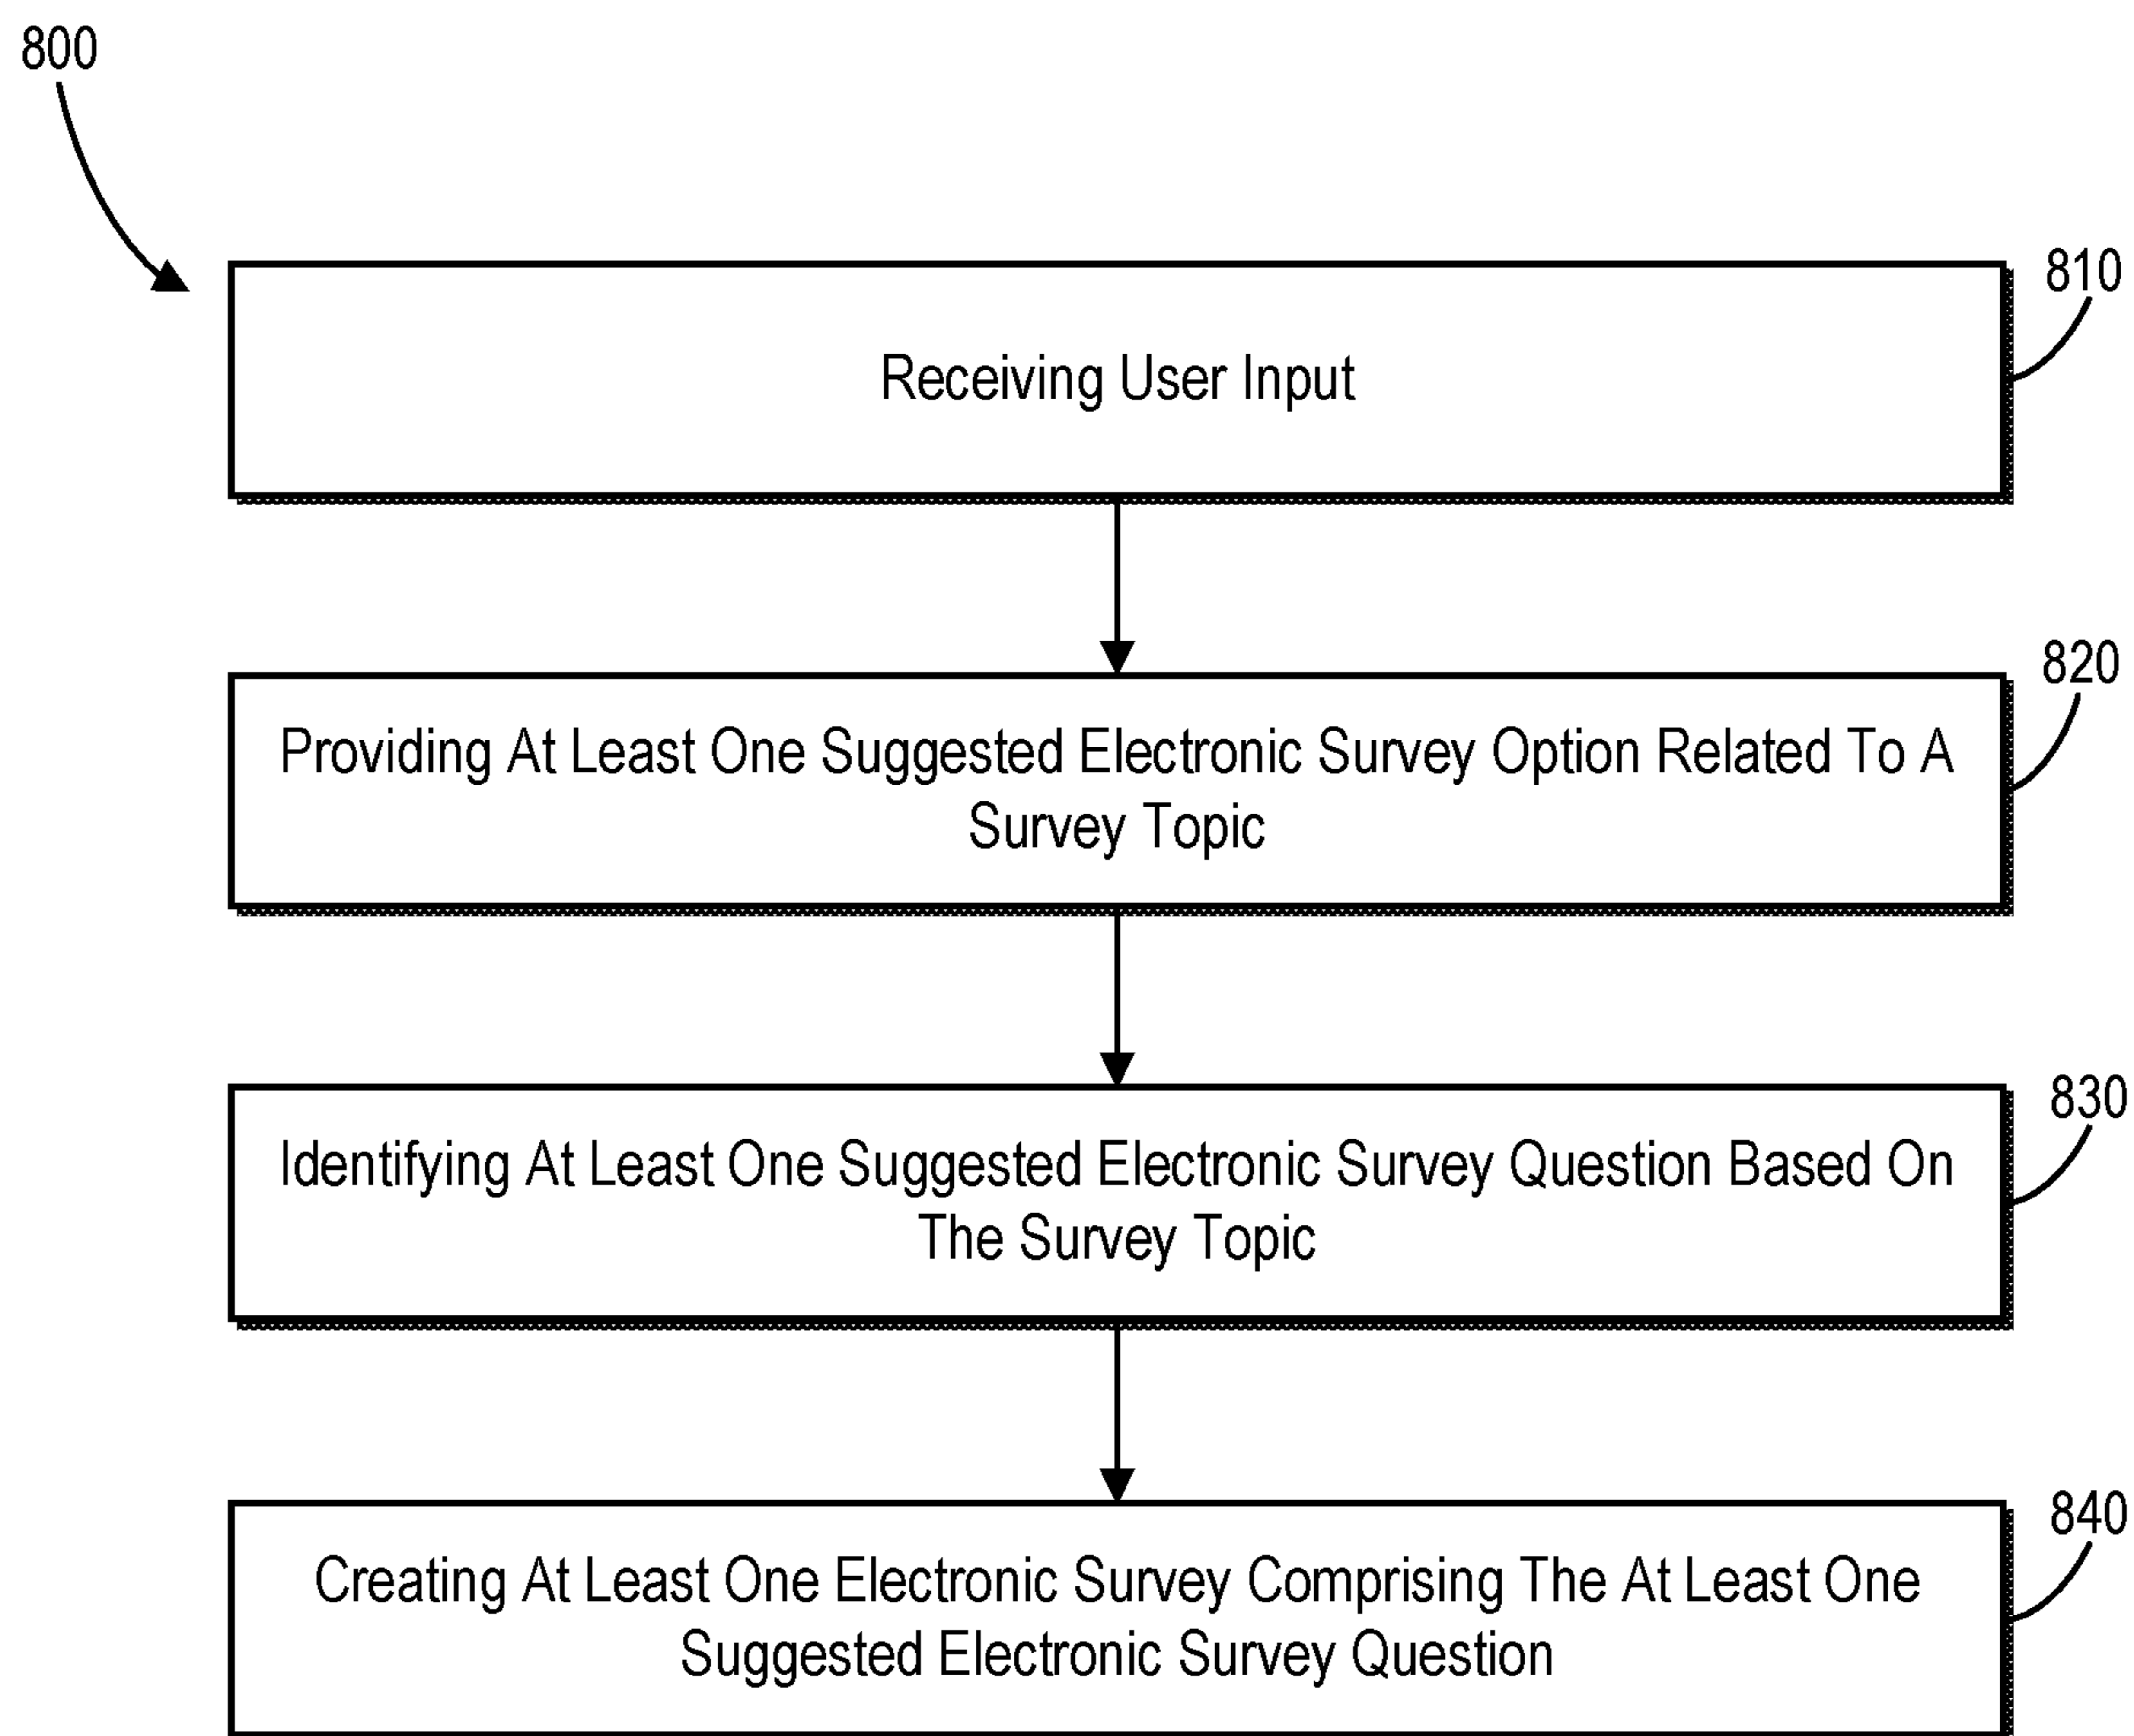 800
810
Receiving User Input
820
Providing At Least One Suggested Electronic Survey Option Related To A
Survey Topic
830
Identifying At Least One Suggested Electronic Survey Question Based On
The Survey Topic
840
Creating At Least One Electronic Survey Comprising The At Least One
Suggested Electronic Survey Question